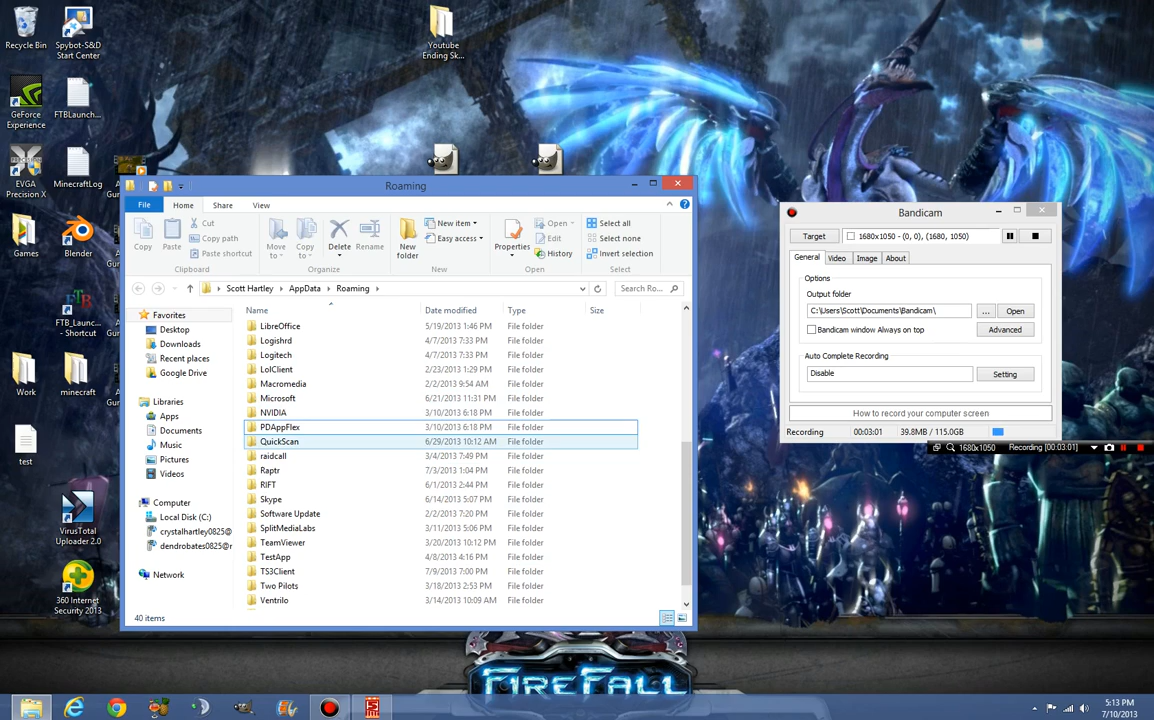 Recycle Bin
Spybot-S&D
Start Center
Youtube
Ending Sk...
GeForce
Experience
FTBLaunch...
EVGA
Precision X
MinecraftLog
Games
Blender
FTB_Launc...
- Shortcut
Work
minecraft
test
VirusTotal
Uploader 2.0
360 Internet
Security 2013
Roaming
File
Home
Share
View
Copy
Paste
Cut
Copy path
Paste shortcut
Clipboard
Move
to
Copy
to
Delete
Rename
Organize
New
folder
New item
Easy access
New
Properties
Open
Edit
History
Open
Select all
Select none
Invert selection
Select
Scott Hartley
AppData
Roaming
Search Ro...
Favorites
Desktop
Downloads
Recent places
Google Drive
Libraries
Apps
Documents
Music
Pictures
Videos
Computer
Local Disk (C:)
crystalhartley0825@
dendrobates0825@r
Network
Name Date modified Type Size
LibreOffice 5/19/2013 1:46 PM File folder
Logishrd 4/7/2013 7:33 PM File folder
Logitech 4/7/2013 7:33 PM File folder
LolClient 2/23/2013 1:29 PM File folder
Macromedia 2/2/2013 9:54 AM File folder
Microsoft 6/21/2013 11:31 PM File folder
NVIDIA 3/10/2013 6:18 PM File folder
PDAppFlex 3/10/2013 6:18 PM File folder
QuickScan 6/29/2013 10:12 AM File folder
raidcall 3/4/2013 7:49 PM File folder
Raptr 7/3/2013 1:04 PM File folder
RIFT 6/1/2013 2:44 PM File folder
Skype 6/14/2013 5:07 PM File folder
Software Update 2/2/2013 7:20 PM File folder
SplitMediaLabs 3/11/2013 5:06 PM File folder
TeamViewer 3/20/2013 10:12 PM File folder
TestApp 4/8/2013 4:16 PM File folder
TS3Client 7/9/2013 7:00 PM File folder
Two Pilots 3/18/2013 2:53 PM File folder
Ventrilo 3/14/2013 10:09 AM File folder
40 items
Bandicam
Target
1680x1050 - (0, 0), (1680, 1050)
General Video Image About
Options
Output folder
C:\Users\Scott\Documents\Bandicam\
...
Open
Bandicam window Always on top
Advanced
Auto Complete Recording
Disable
Setting
How to record your computer screen
Recording 00:03:01 39.8MB / 115.0GB
1680x1050 Recording [00:03:01]
FIREFALL
5:13 PM
7/10/2013